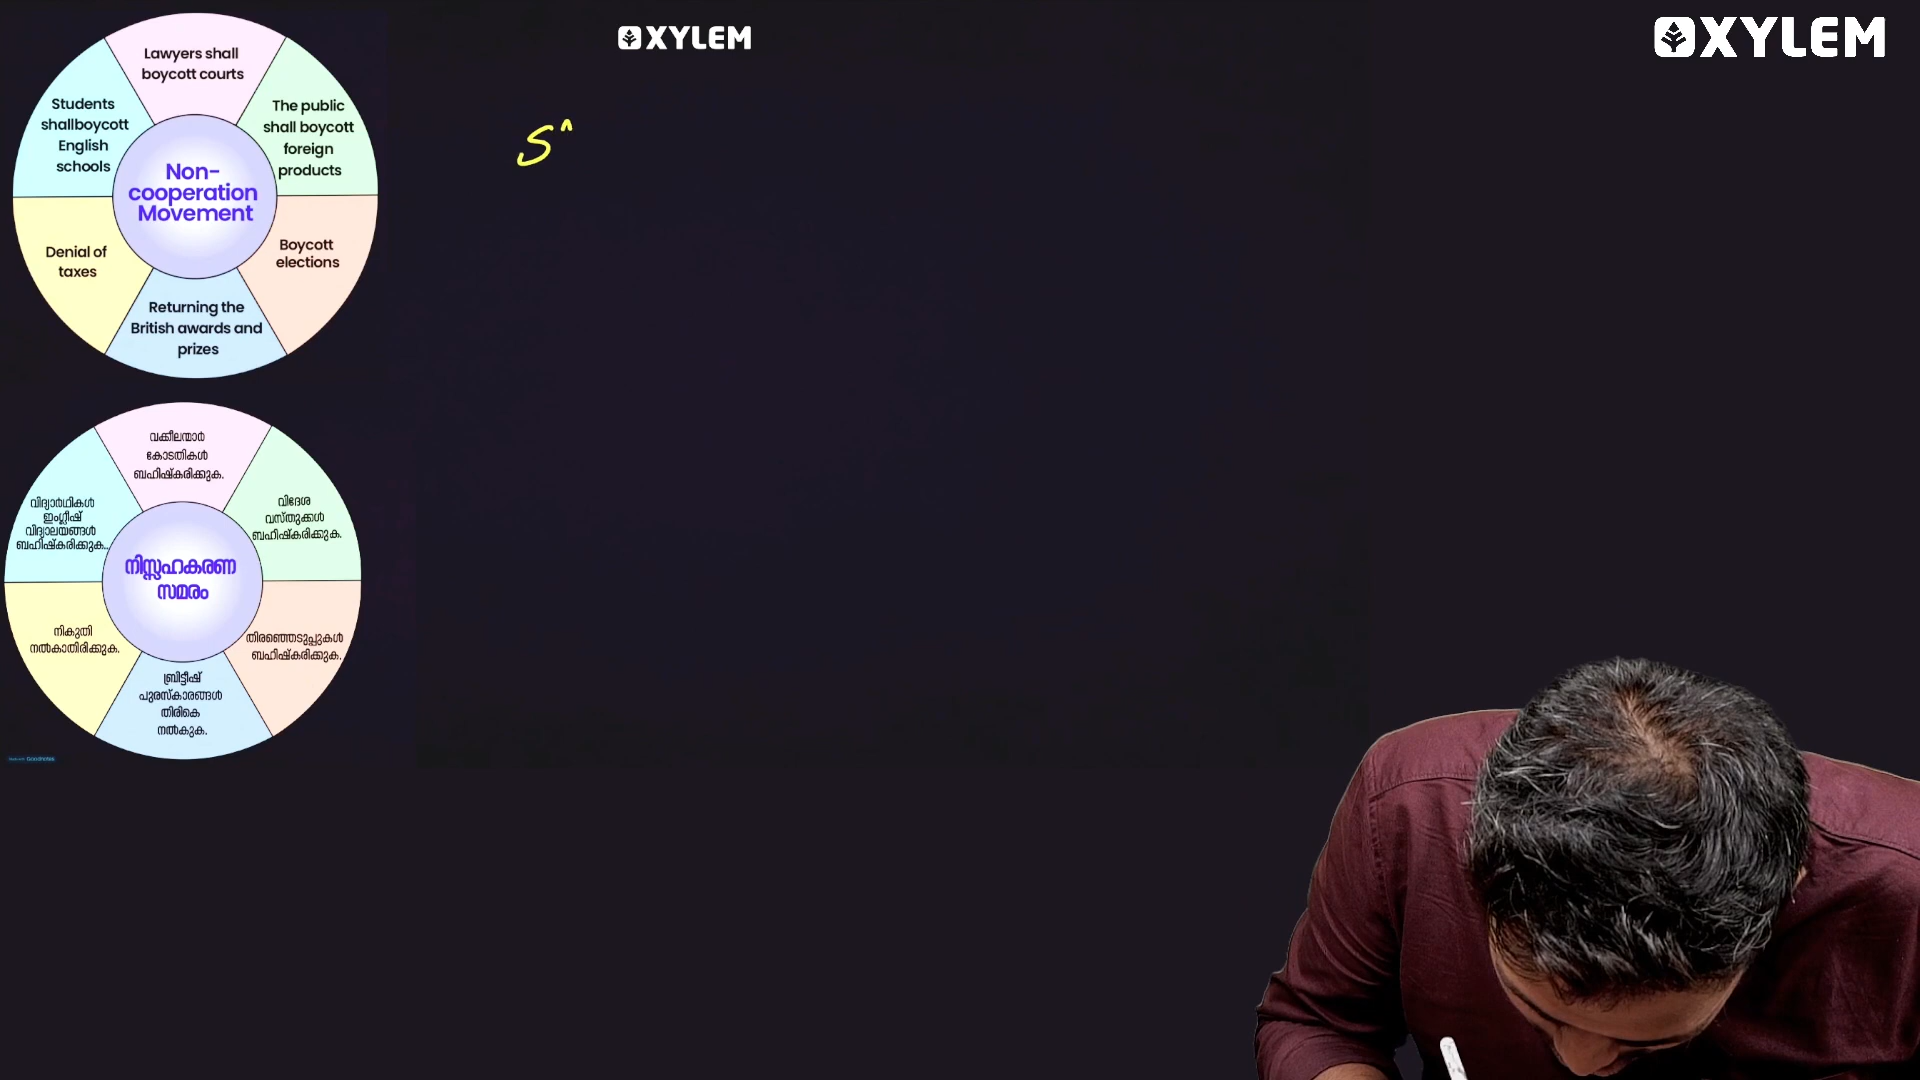 XYLEM
XYLEM
Lawyers shall
boycott courts
The public
shall boycott
foreign
products
Boycott
elections
Returning the
British awards and
prizes
Denial of
taxes
Students
shallboycott
English
schools
Non-
cooperation
Movement
S^
വക്കീലന്മാർ
കോടതികൾ
ബഹിഷ്കരിക്കുക.
വിദേശ
വസ്തുക്കൾ
ബഹിഷ്കരിക്കുക.
തിരഞ്ഞെടുപ്പുകൾ
ബഹിഷ്കരിക്കുക.
ബ്രിട്ടീഷ്
പുരസ്കാരങ്ങൾ
തിരികെ
നൽകുക.
നികുതി
നൽകാതിരിക്കുക.
വിദ്യാർഥികൾ
ഇംഗ്ലീഷ്
വിദ്യാലയങ്ങൾ
ബഹിഷ്കരിക്കുക..
നിസ്സഹകരണ
സമരം
Goodnotes